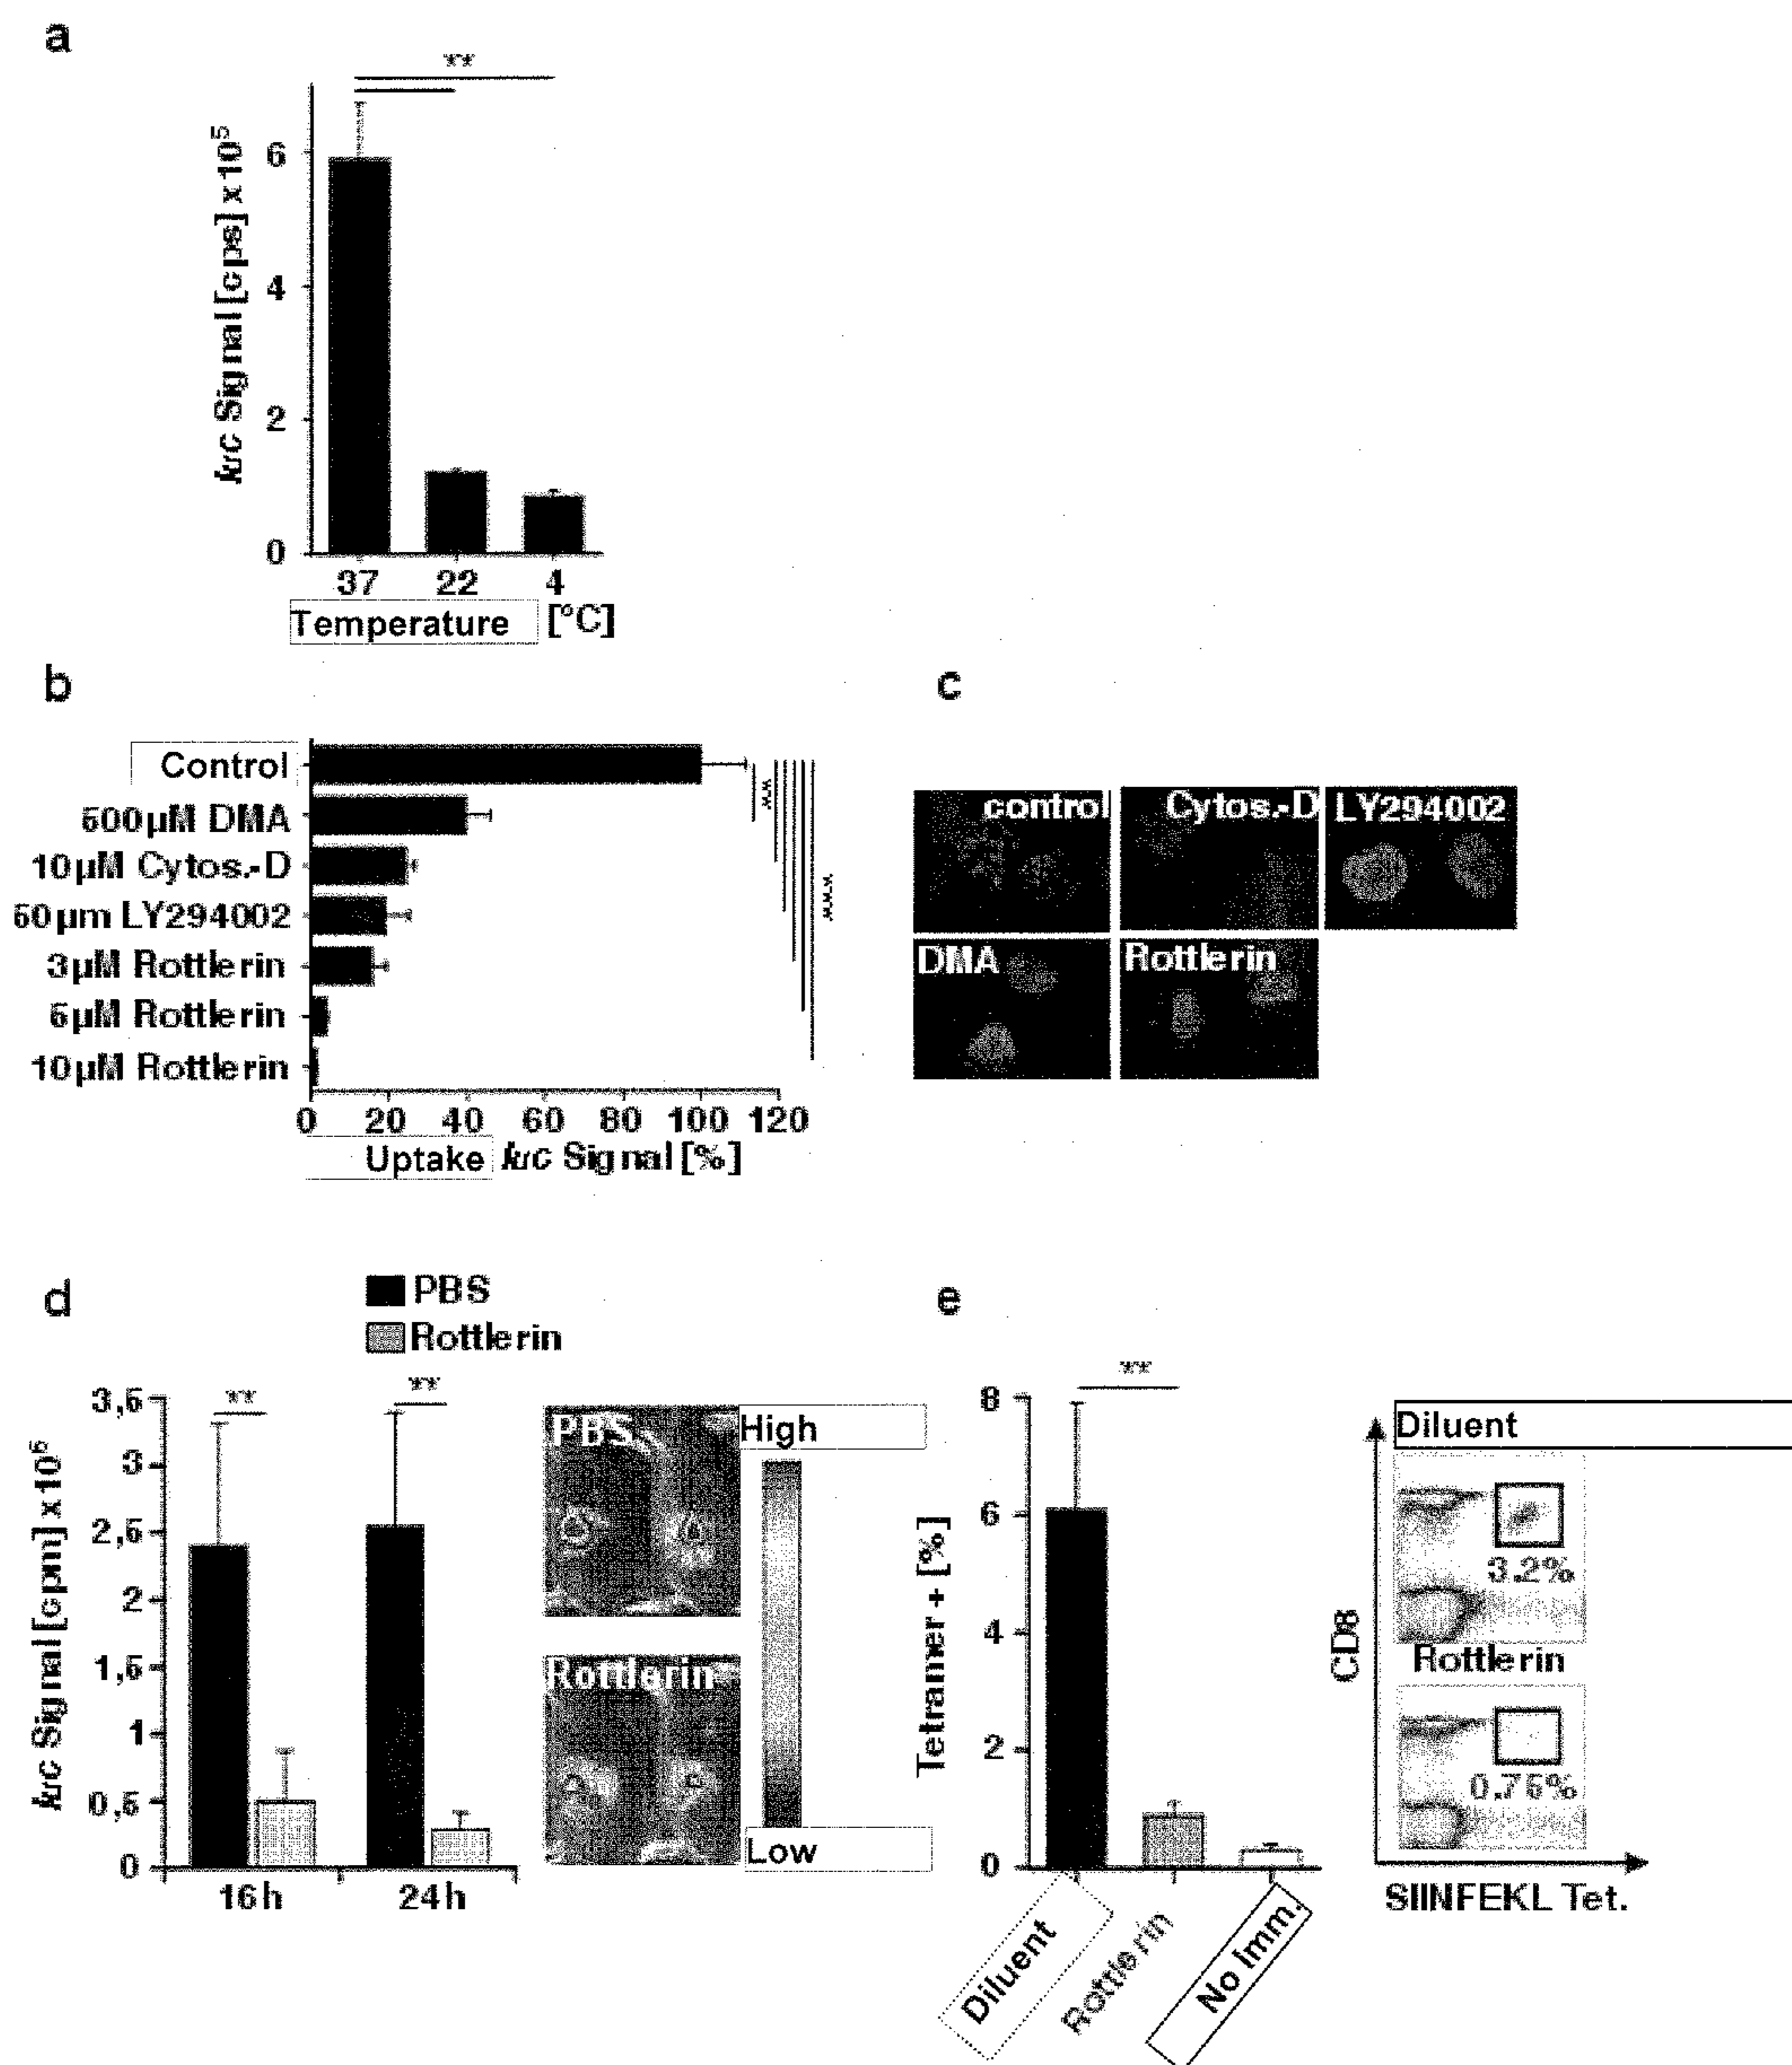 a
**
luc Signal [cps] x 10⁵
6
4
2
0
37 22 4
Temperature [°C]
b
Control
500µM DMA
10µM Cytos.-D
50µm LY294002
3µM Rottlerin
5µM Rottlerin
10µM Rottlerin
0 20 40 60 80 100 120
Uptake luc Signal [%]
**
***
c
control
Cytos.-D
LY294002
DMA
Rottlerin
d
PBS
Rottlerin
** **
luc Signal [cpm] x 10⁵
3,5
3
2,5
2
1,5
1
0,5
0
16h 24h
PBS
High
Rottlerin
Low
e
**
Tetramer + [%]
8
6
4
2
0
Diluent
Rottlerin
No Imm.
Diluent
3.2%
CD8
Rottlerin
0.75%
SIINFEKL Tet.